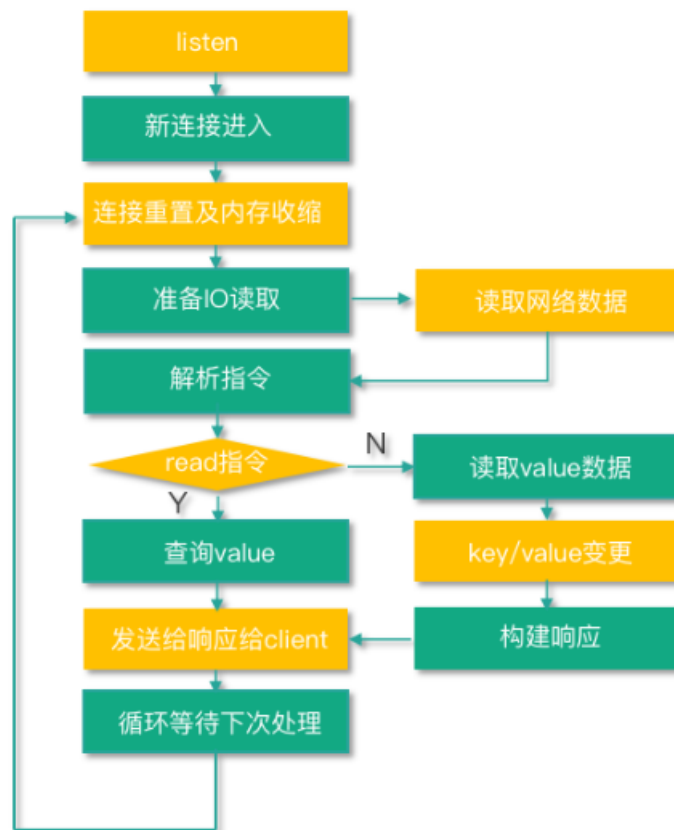 listen
新连接进入
连接重置及内存收缩
准备IO读取
读取网络数据
解析指令
read指令
N
读取value数据
Y
查询value
key/value变更
发送给响应给client
构建响应
循环等待下次处理